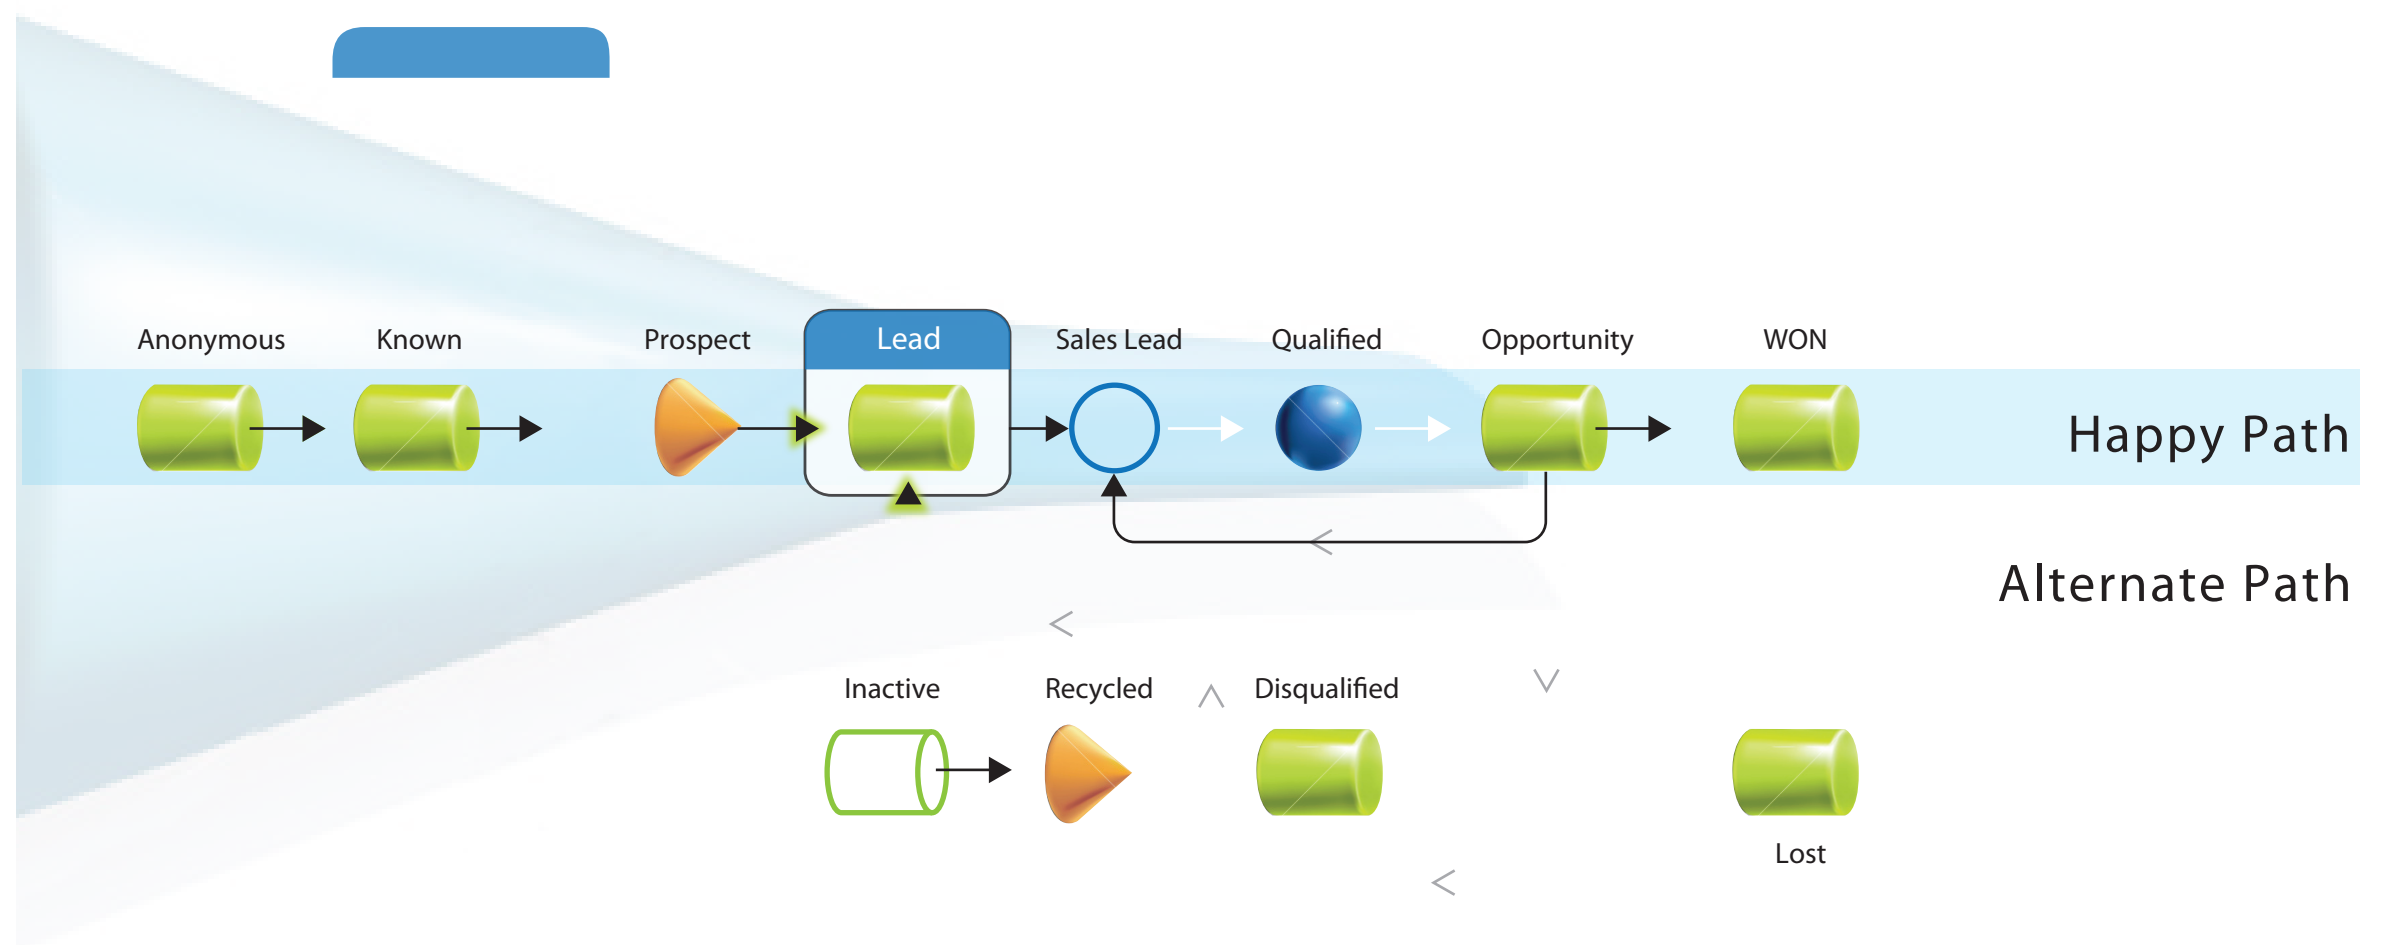 Anonymous
Known
Prospect
Lead
Sales Lead
Qualified
Opportunity
WON
Happy Path
Alternate Path
Inactive
Recycled
Disqualified
Lost